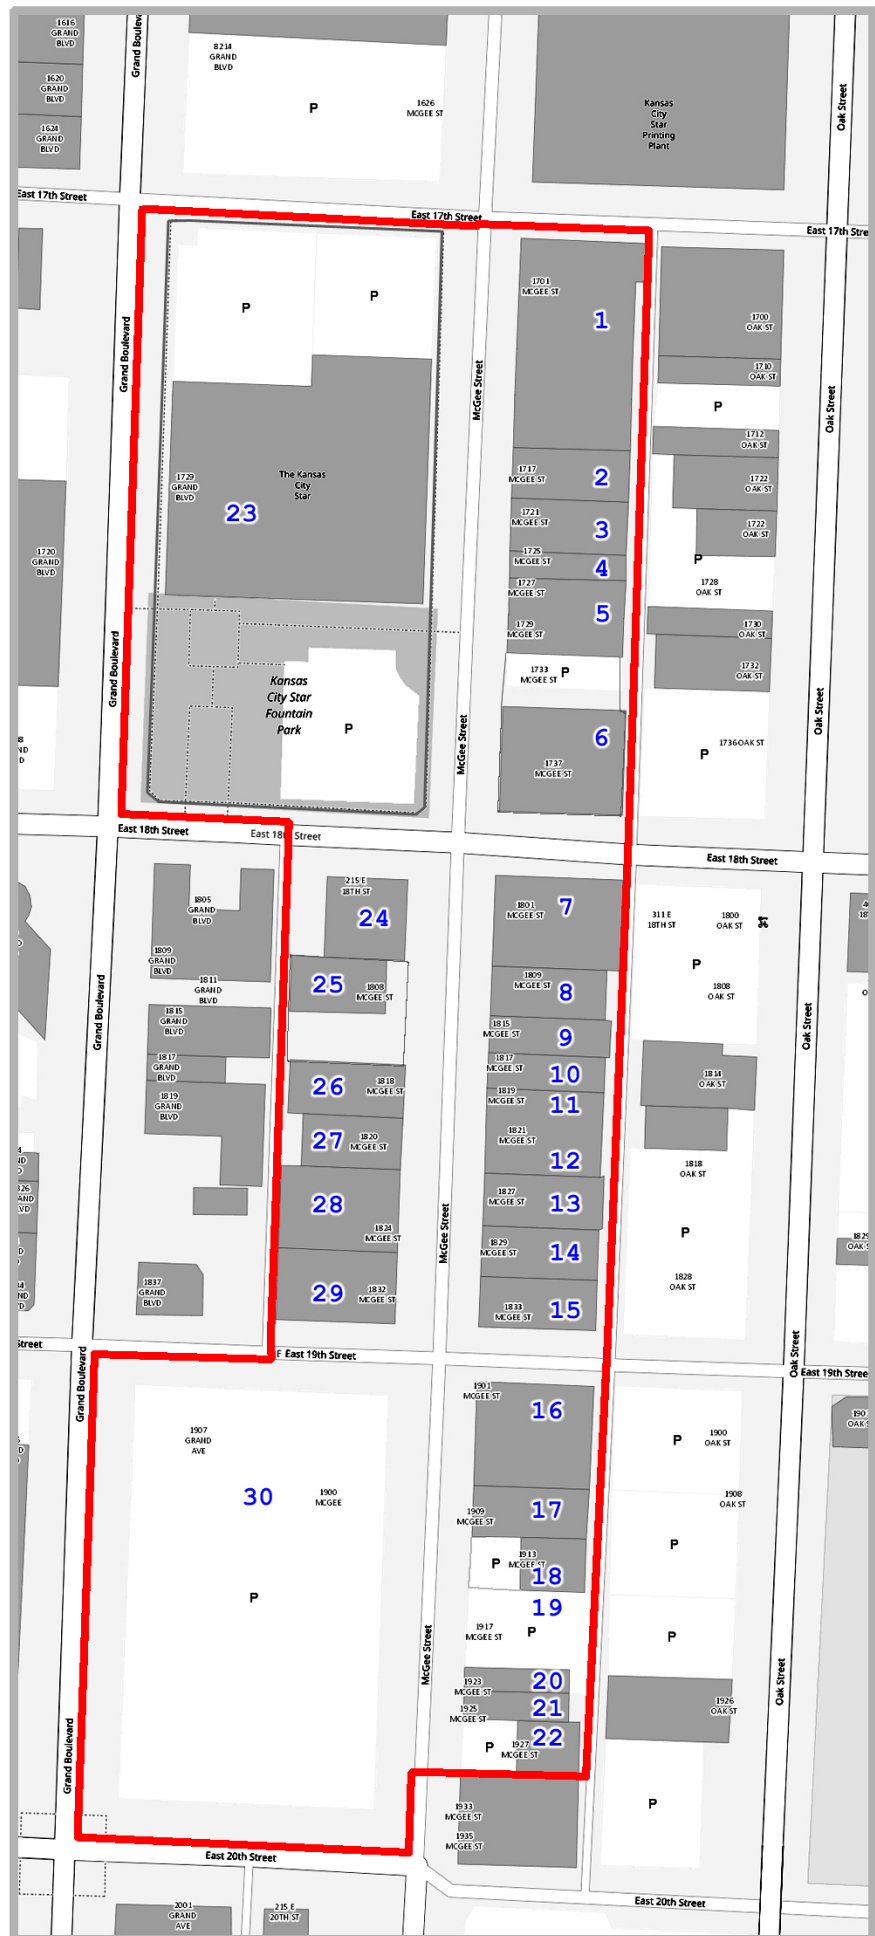 1616
GRAND
BLVD
1620
GRAND
BLVD
1624
GRAND
BLVD
Grand Boulevard
8214
GRAND
BLVD
P
1626
MCGEE ST
Kansas
City
Star
Printing
Plant
Oak Street
East 17th Street
East 17th Street
East 17th Stre
P
P
1701
MCGEE ST
1
1700
OAK ST
1710
OAK ST
P
Grand Boulevard
McGee Street
Oak Street
1712
OAK ST
1729
GRAND
BLVD
The Kansas
City
Star
23
1717
MCGEE ST
2
1722
OAK ST
1721
MCGEE ST
3
1722
OAK ST
1720
GRAND
BLVD
1725
MCGEE ST
4
P
1727
MCGEE ST
1728
OAK ST
5
1729
MCGEE ST
1730
OAK ST
1732
OAK ST
Grand Boulevard
Kansas
City Star
Fountain
Park
P
1733
MCGEE ST
P
McGee Street
6
1737
MCGEE ST
P
1736 OAK ST
Oak Street
East 18th Street
East 18th Street
East 18th Street
1805
GRAND
BLVD
215 E
18TH ST
24
1801
MCGEE ST
7
311 E
18TH ST
1800
OAK ST
P
1809
GRAND
BLVD
1811
GRAND
BLVD
25
1808
MCGEE ST
1809
MCGEE ST
8
1808
OAK ST
Grand Boulevard
1815
GRAND
BLVD
1815
MCGEE ST
9
Oak Street
1817
GRAND
BLVD
1817
MCGEE ST
10
1819
GRAND
BLVD
26
1818
MCGEE ST
1819
MCGEE ST
11
1814
OAK ST
27
1820
MCGEE ST
1821
MCGEE ST
12
1818
OAK ST
28
1824
MCGEE ST
McGee Street
1827
MCGEE ST
13
P
1829
MCGEE ST
14
1828
OAK ST
1837
GRAND
BLVD
29
1832
MCGEE ST
1833
MCGEE ST
15
Street
East 19th Street
East 19th Stree
Grand Boulevard
Oak Street
1901
MCGEE ST
16
1907
GRAND
AVE
30
1900
MCGEE
P
P
1900
OAK ST
1909
MCGEE ST
17
1908
OAK ST
P
1913
MCGEE ST
18
P
19
1917
MCGEE ST
P
P
McGee Street
1923
MCGEE ST
20
1925
MCGEE ST
21
1926
OAK ST
Oak Street
P
1927
MCGEE ST
22
Grand Boulevard
1933
MCGEE ST
1935
MCGEE ST
P
East 20th Street
East 20th Street
2001
GRAND
AVE
215 E
20TH ST